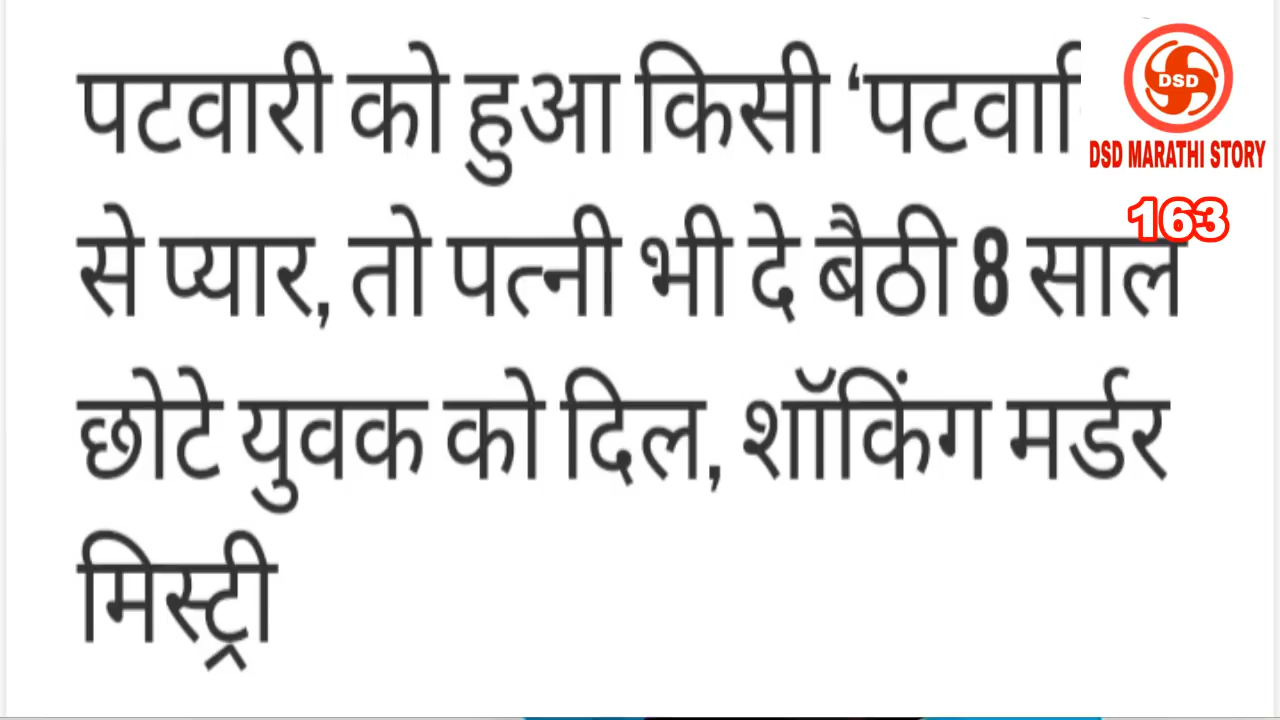 पटवारी को हुआ किसी
से प्यार, तो पत्नी भी दे बैठी 8 साल
छोटे युवक को दिल, शॉकिंग मर्डर
मिस्ट्री
DSD
DSD MARATHI STORY
163